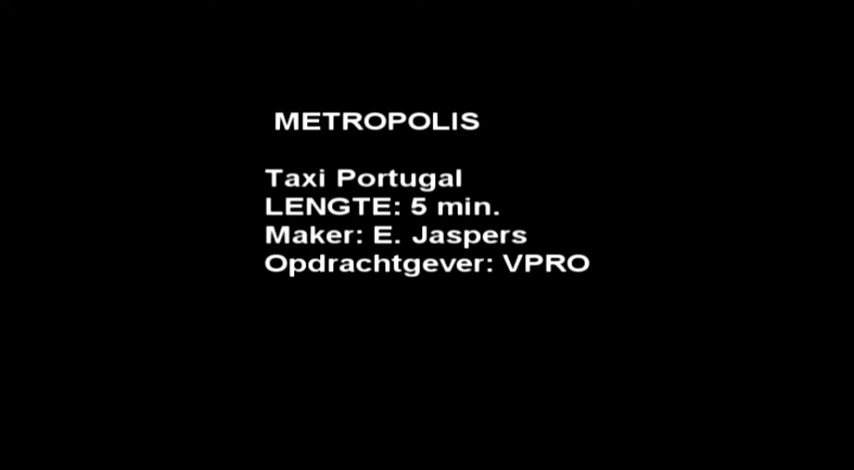 METROPOLIS
Taxi Portugal
LENGTE: 5 min.
Maker: E. Jaspers
Opdrachtgever: VPRO